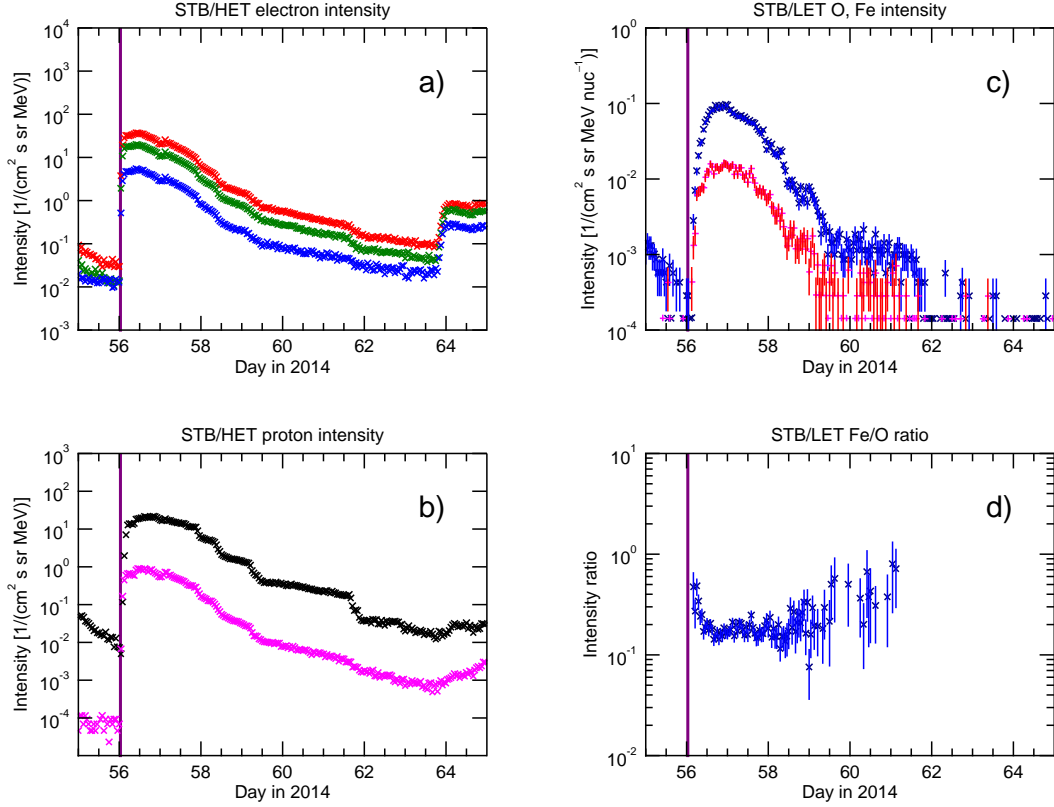 STB/HET electron intensity
a)
10^4
10^3
10^2
10^1
10^0
10^-1
10^-2
10^-3
Intensity [1/(cm^2 s sr MeV)]
56 58 60 62 64
Day in 2014
STB/LET O, Fe intensity
c)
10^0
10^-1
10^-2
10^-3
10^-4
Intensity [1/(cm^2 s sr MeV nuc^-1)]
56 58 60 62 64
Day in 2014
STB/HET proton intensity
b)
10^3
10^2
10^1
10^0
10^-1
10^-2
10^-3
10^-4
Intensity [1/(cm^2 s sr MeV)]
56 58 60 62 64
Day in 2014
STB/LET Fe/O ratio
d)
10^1
10^0
10^-1
10^-2
Intensity ratio
56 58 60 62 64
Day in 2014